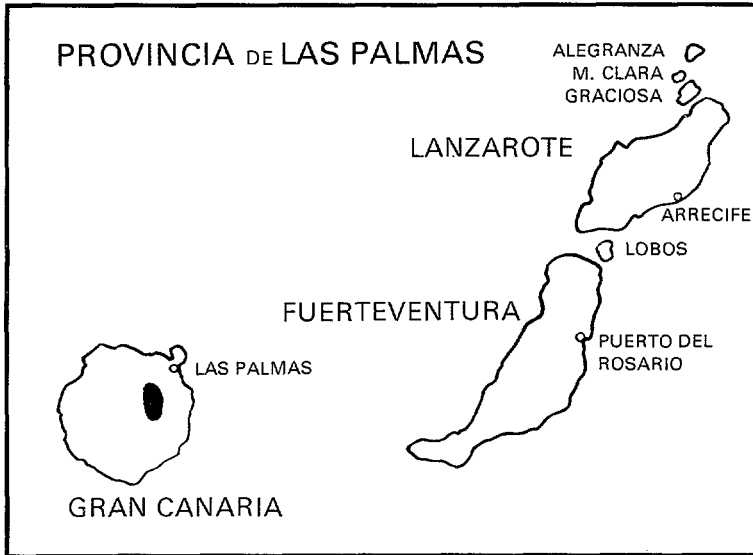 PROVINCIA DE LAS PALMAS
ALEGRANZA
M. CLARA
GRACIOSA
LANZAROTE
ARRECIFE
LOBOS
FUERTEVENTURA
PUERTO DEL
ROSARIO
LAS PALMAS
GRAN CANARIA